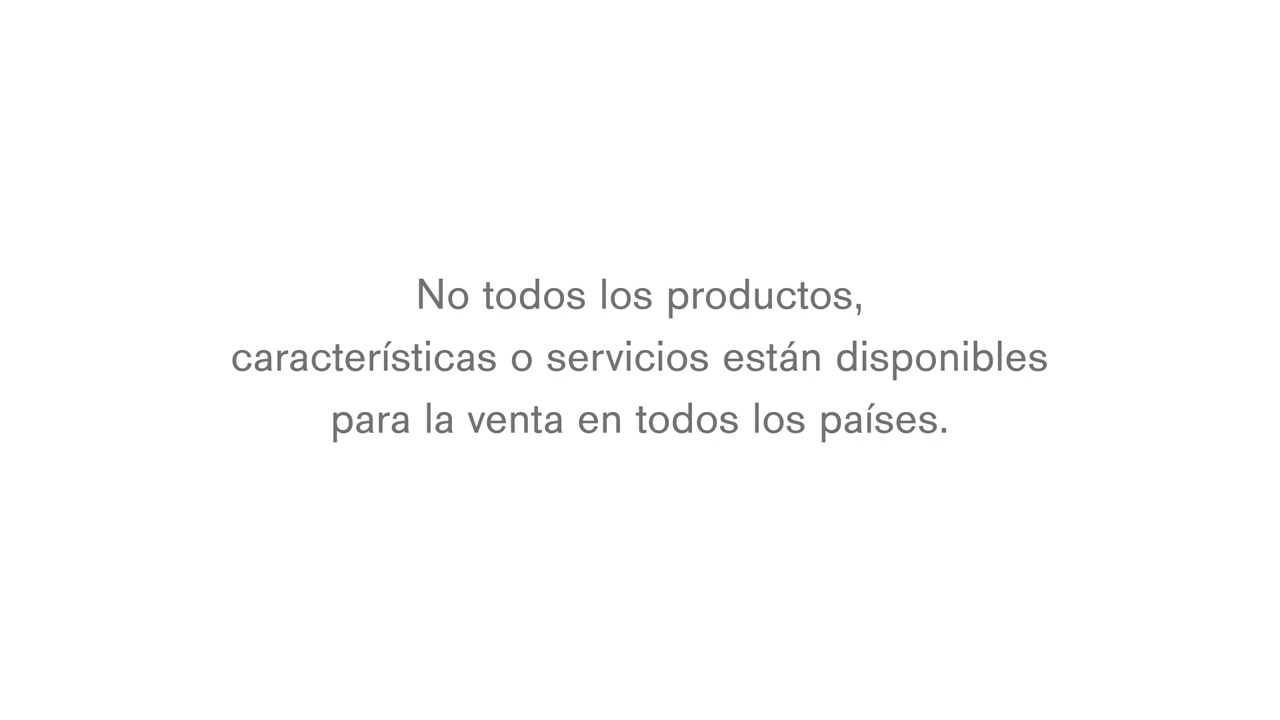 No todos los productos,
características o servicios están disponibles
para la venta en todos los países.